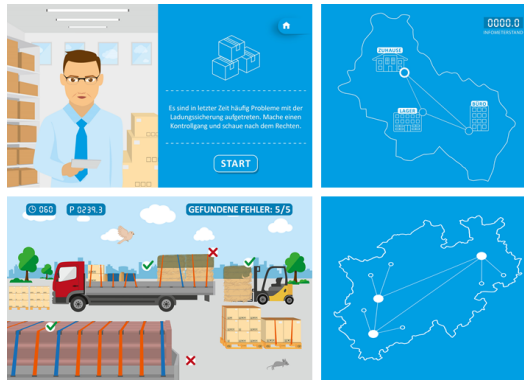 Es sind in letzter Zeit häufig Probleme mit der
Ladungssicherung aufgetreten. Mache einen
Kontrollgang und schaue nach dem Rechten.
START
0000.0
INFOMETERSTAND
ZUHAUSE
LAGER
BÜRO
060
P 0239.3
GEFUNDENE FEHLER: 5/5